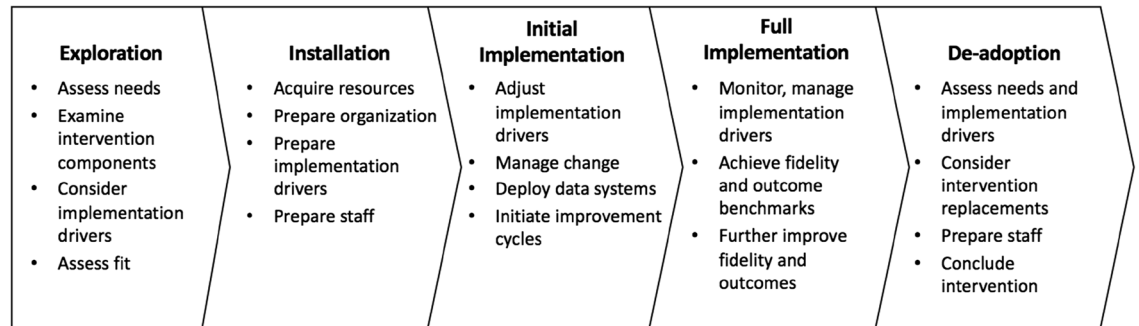 Exploration
• Assess needs
• Examine
intervention
components
• Consider
implementation
drivers
• Assess fit
Installation
• Acquire resources
• Prepare organization
• Prepare
implementation
drivers
• Prepare staff
Initial
Implementation
• Adjust
implementation
drivers
• Manage change
• Deploy data systems
• Initiate improvement
cycles
Full
Implementation
• Monitor, manage
implementation
drivers
• Achieve fidelity
and outcome
benchmarks
• Further improve
fidelity and
outcomes
De-adoption
• Assess needs and
implementation
drivers
• Consider
intervention
replacements
• Prepare staff
• Conclude
intervention